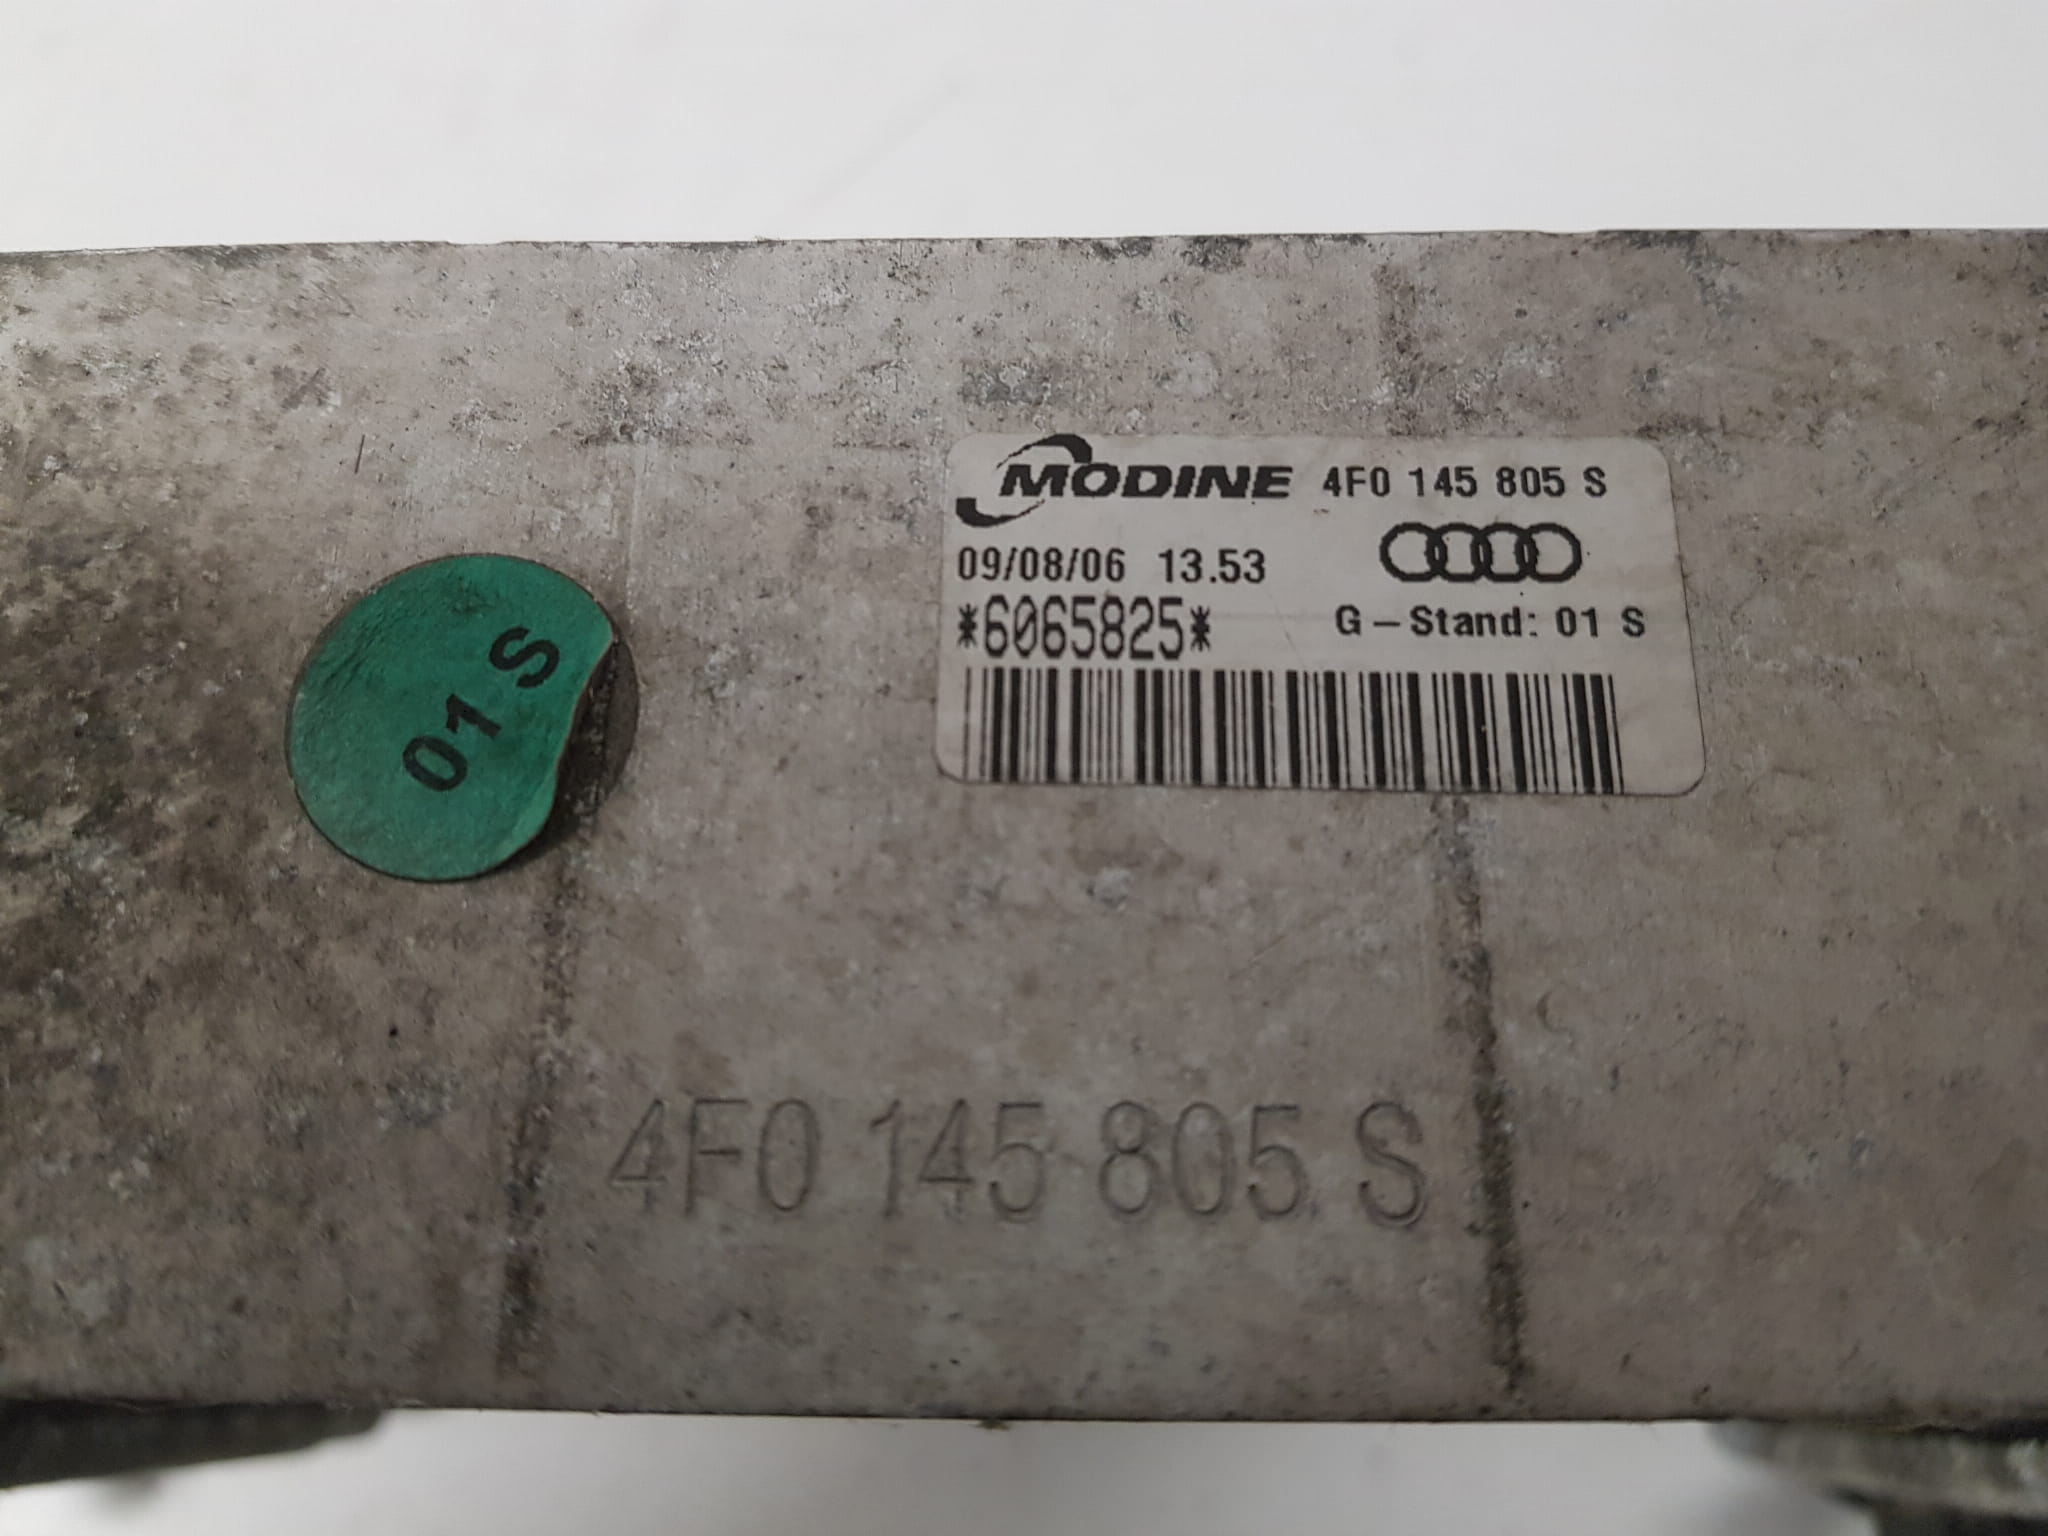 MODINE 4F0 145 805 S
09/08/06 13.53
*6065825*
G-Stand: 01 S
01 S
4F0 145 805 S